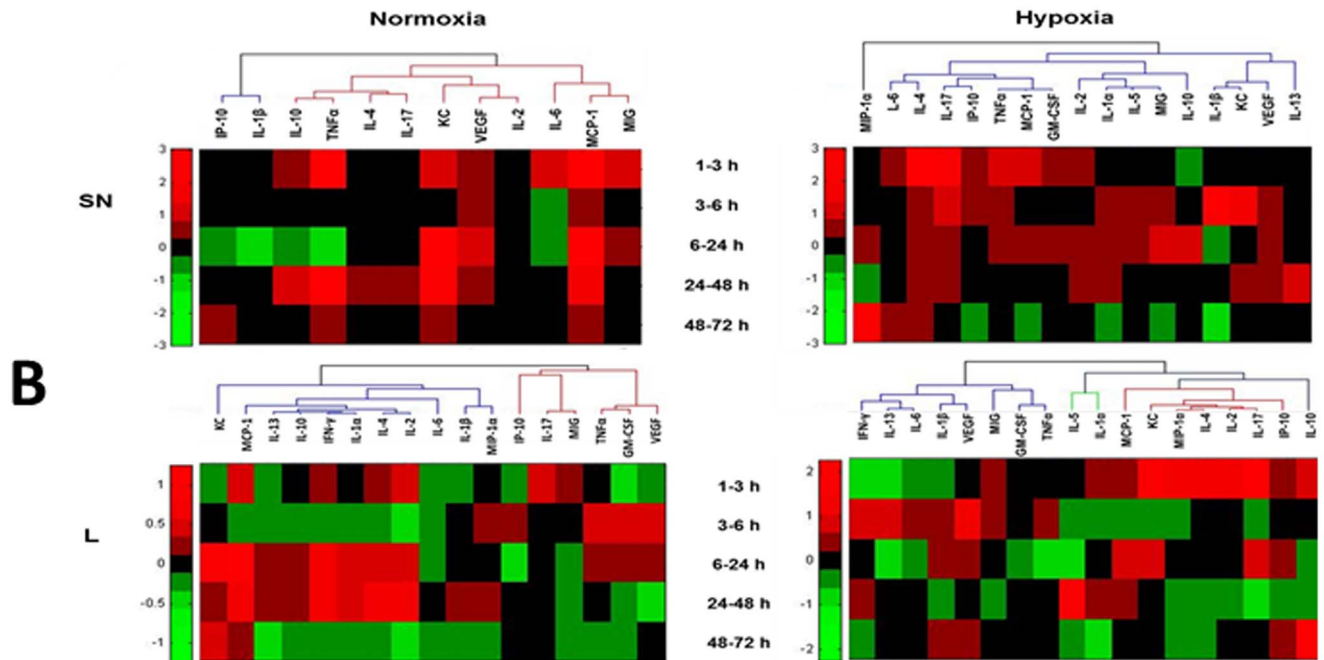 Normoxia
Hypoxia
IP-10 IL-1β IL-10 TNFα IL-4 IL-17 KC VEGF IL-2 IL-6 MCP-1 MIG
MIP-1α L-6 IL-4 IL-17 IP-10 TNFα MCP-1 GM-CSF IL-2 IL-1α IL-5 MIG IL-10 IL-1β KC VEGF IL-13
SN
3
2
1
0
-1
-2
-3
1-3 h
3-6 h
6-24 h
24-48 h
48-72 h
3
2
1
0
-1
-2
-3
B
KC MCP-1 IL-13 IL-10 IFN-γ IL-1α IL-4 IL-2 IL-6 IL-1β MIP-1α IP-10 IL-17 MIG TNFα GM-CSF VEGF
IFN-γ IL-13 IL-6 IL-1β VEGF MIG GM-CSF TNFα IL-5 IL-1α MCP-1 KC MIP-1α IL-4 IL-2 IL-17 IP-10 IL-10
L
1
0.5
0
-0.5
-1
1-3 h
3-6 h
6-24 h
24-48 h
48-72 h
2
1
0
-1
-2